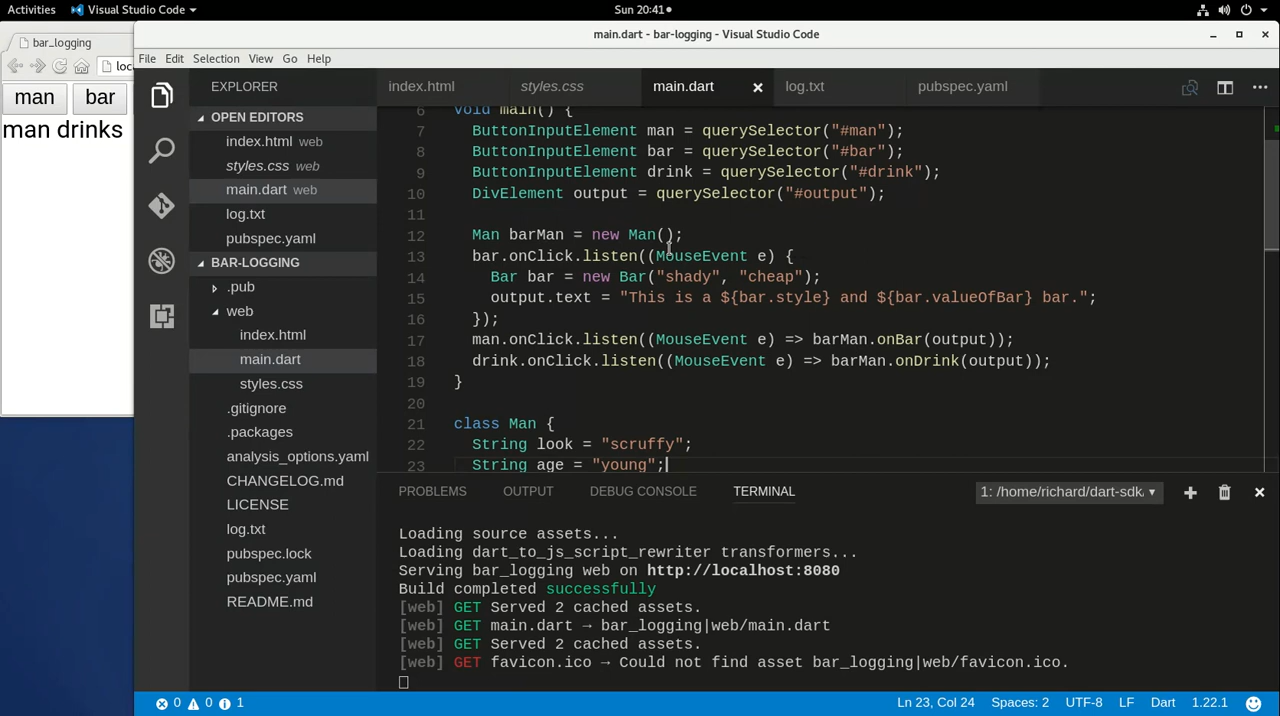 Activities Visual Studio Code Sun 20:41
bar_logging
loc
man bar
man drinks
main.dart - bar-logging - Visual Studio Code
File Edit Selection View Go Help
EXPLORER
OPEN EDITORS
index.html web
styles.css web
main.dart web
log.txt
pubspec.yaml
BAR-LOGGING
.pub
web
index.html
main.dart
styles.css
.gitignore
.packages
analysis_options.yaml
CHANGELOG.md
LICENSE
log.txt
pubspec.lock
pubspec.yaml
README.md
index.html styles.css main.dart log.txt pubspec.yaml
6 void main() {
7 ButtonInputElement man = querySelector("#man");
8 ButtonInputElement bar = querySelector("#bar");
9 ButtonInputElement drink = querySelector("#drink");
10 DivElement output = querySelector("#output");
11
12 Man barMan = new Man();
13 bar.onClick.listen((MouseEvent e) {
14 Bar bar = new Bar("shady", "cheap");
15 output.text = "This is a ${bar.style} and ${bar.valueOfBar} bar.";
16 });
17 man.onClick.listen((MouseEvent e) => barMan.onBar(output));
18 drink.onClick.listen((MouseEvent e) => barMan.onDrink(output));
19 }
20
21 class Man {
22 String look = "scruffy";
23 String age = "young";
PROBLEMS OUTPUT DEBUG CONSOLE TERMINAL 1: /home/richard/dart-sdk/
Loading source assets...
Loading dart_to_js_script_rewriter transformers...
Serving bar_logging web on http://localhost:8080
Build completed successfully
[web] GET Served 2 cached assets.
[web] GET main.dart → bar_logging|web/main.dart
[web] GET Served 2 cached assets.
[web] GET favicon.ico → Could not find asset bar_logging|web/favicon.ico.
0 0 1 Ln 23, Col 24 Spaces: 2 UTF-8 LF Dart 1.22.1